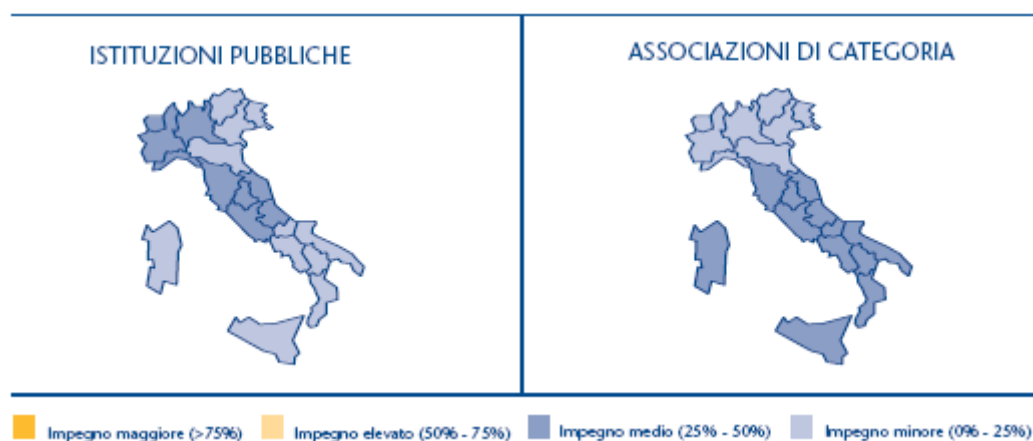 ISTITUZIONI PUBBLICHE
ASSOCIAZIONI DI CATEGORIA
Impegno maggiore (>75%) Impegno elevato (50% - 75%) Impegno medio (25% - 50%) Impegno minore (0% - 25%)